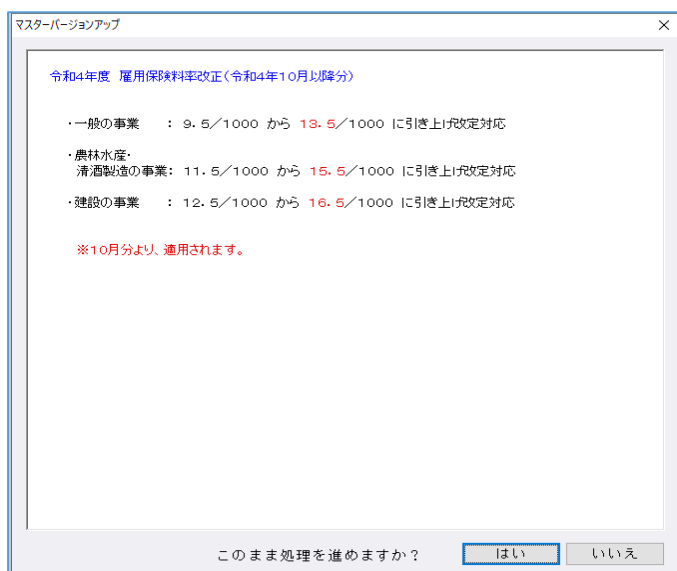 マスターバージョンアップ
令和4年度 雇用保険料率改正(令和4年10月以降分)
・一般の事業 : 9.5/1000 から 13.5/1000 に引き上げ改定対応
・農林水産・
清酒製造の事業: 11.5/1000 から 15.5/1000 に引き上げ改定対応
・建設の事業 : 12.5/1000 から 16.5/1000 に引き上げ改定対応
※10月分より、適用されます。
このまま処理を進めますか?
はい
いいえ